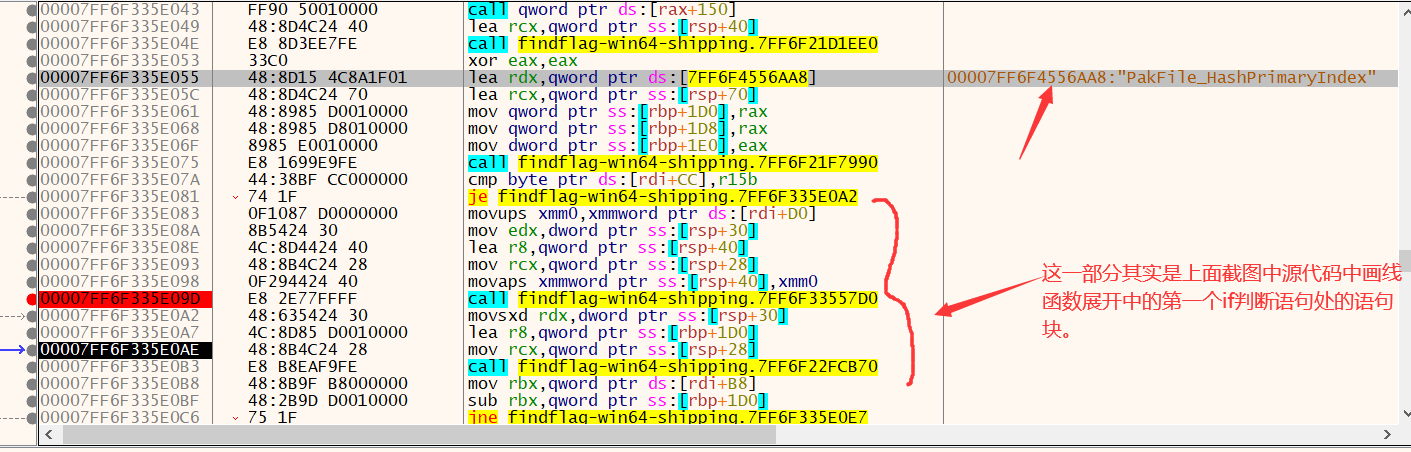 00007FF6F335E043 FF90 50010000 call qword ptr ds:[rax+150]
00007FF6F335E049 48:8D4C24 40 lea rcx,qword ptr ss:[rsp+40]
00007FF6F335E04E E8 8D3EE7FE call findflag-win64-shipping.7FF6F21D1EE0
00007FF6F335E053 33C0 xor eax,eax
00007FF6F335E055 48:8D15 4C8A1F01 lea rdx,qword ptr ds:[7FF6F4556AA8] 00007FF6F4556AA8:"PakFile_HashPrimaryIndex"
00007FF6F335E05C 48:8D4C24 70 lea rcx,qword ptr ss:[rsp+70]
00007FF6F335E061 48:8985 D0010000 mov qword ptr ss:[rbp+1D0],rax
00007FF6F335E068 48:8985 D8010000 mov qword ptr ss:[rbp+1D8],rax
00007FF6F335E06F 8985 E0010000 mov dword ptr ss:[rbp+1E0],eax
00007FF6F335E075 E8 1699E9FE call findflag-win64-shipping.7FF6F21F7990
00007FF6F335E07A 44:38BF CC000000 cmp byte ptr ds:[rdi+CC],r15b
00007FF6F335E081 74 1F je findflag-win64-shipping.7FF6F335E0A2
00007FF6F335E083 0F1087 D0000000 movups xmm0,xmmword ptr ds:[rdi+D0]
00007FF6F335E08A 8B5424 30 mov edx,dword ptr ss:[rsp+30]
00007FF6F335E08E 4C:8D4424 40 lea r8,qword ptr ss:[rsp+40]
00007FF6F335E093 48:8B4C24 28 mov rcx,qword ptr ss:[rsp+28]
00007FF6F335E098 0F294424 40 movaps xmmword ptr ss:[rsp+40],xmm0
00007FF6F335E09D E8 2E77FFFF call findflag-win64-shipping.7FF6F33557D0
00007FF6F335E0A2 48:635424 30 movsxd rdx,dword ptr ss:[rsp+30]
00007FF6F335E0A7 4C:8D85 D0010000 lea r8,qword ptr ss:[rbp+1D0]
00007FF6F335E0AE 48:8B4C24 28 mov rcx,qword ptr ss:[rsp+28]
00007FF6F335E0B3 E8 B8EAF9FE call findflag-win64-shipping.7FF6F22FCB70
00007FF6F335E0B8 48:8B9F B8000000 mov rbx,qword ptr ds:[rdi+B8]
00007FF6F335E0BF 48:2B9D D0010000 sub rbx,qword ptr ss:[rbp+1D0]
00007FF6F335E0C6 75 1F jne findflag-win64-shipping.7FF6F335E0E7
这一部分其实是上面截图中源代码中画线
函数展开中的第一个if判断语句处的语句
块。